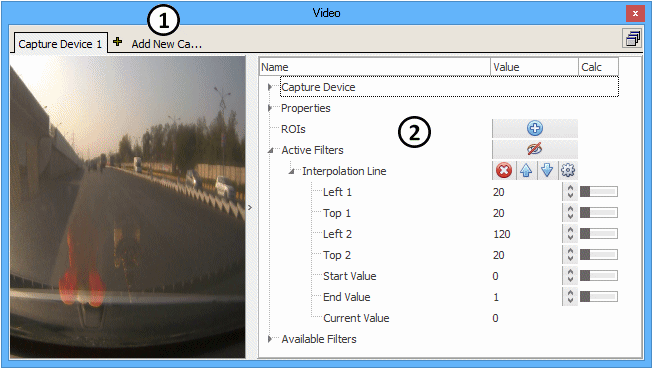 Video
1
Capture Device 1 Add New Ca...
Name Value Calc
Capture Device
Properties
ROIs
2
Active Filters
Interpolation Line
Left 1 20
Top 1 20
Left 2 120
Top 2 20
Start Value 0
End Value 1
Current Value 0
Available Filters